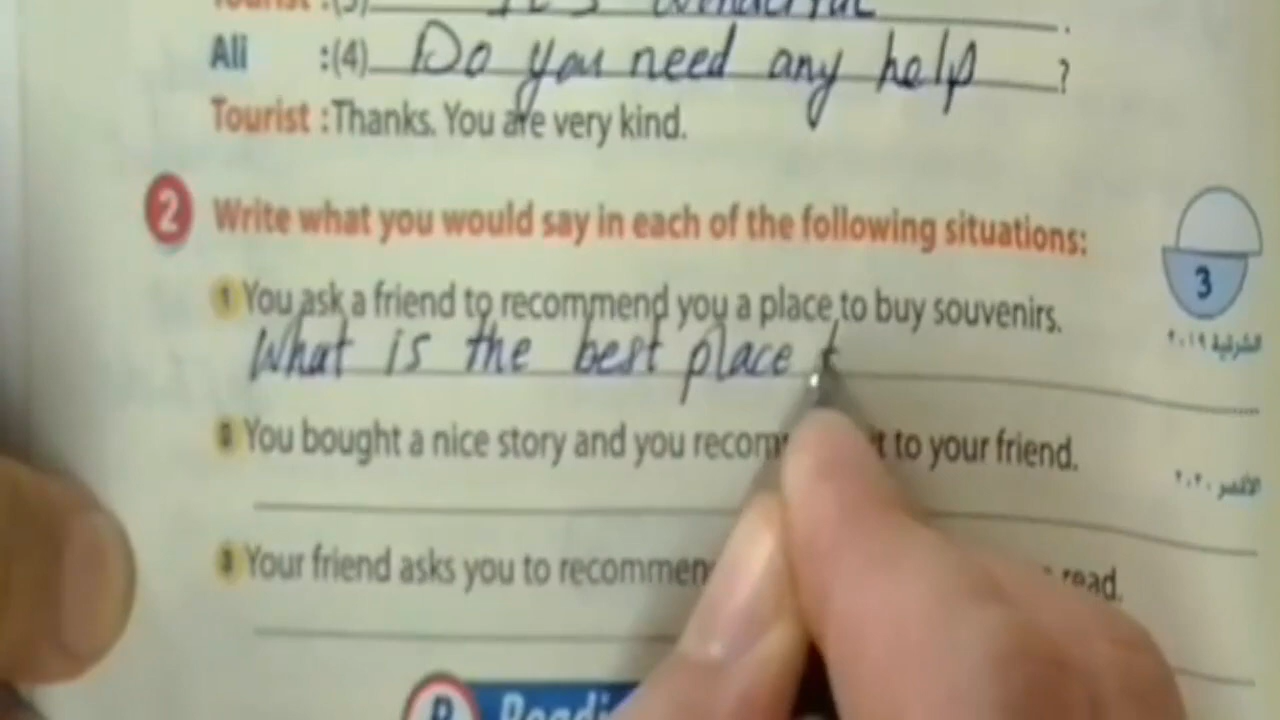 Tourist :(3) It's wonderful .
Ali :(4) Do you need any help ?
Tourist : Thanks. You are very kind.
2 Write what you would say in each of the following situations:
3
1 You ask a friend to recommend you a place to buy souvenirs.
الشرقية ٢٠١٩
What is the best place t
2 You bought a nice story and you recom t to your friend.
الأقصر ٢٠٢٠
3 Your friend asks you to recommen read.
B Readi